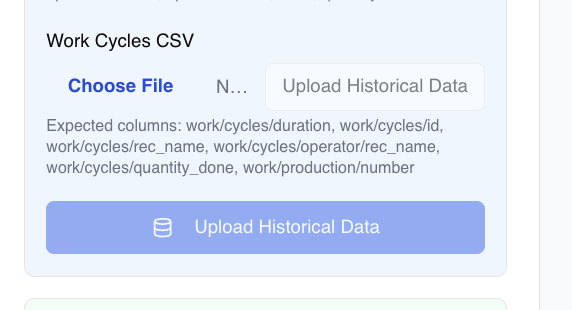 Work Cycles CSV
Choose File N... Upload Historical Data
Expected columns: work/cycles/duration, work/cycles/id,
work/cycles/rec_name, work/cycles/operator/rec_name,
work/cycles/quantity_done, work/production/number
Upload Historical Data